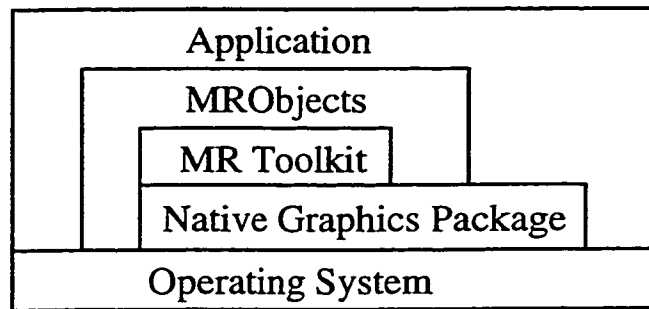 Application
MRObjects
MR Toolkit
Native Graphics Package
Operating System